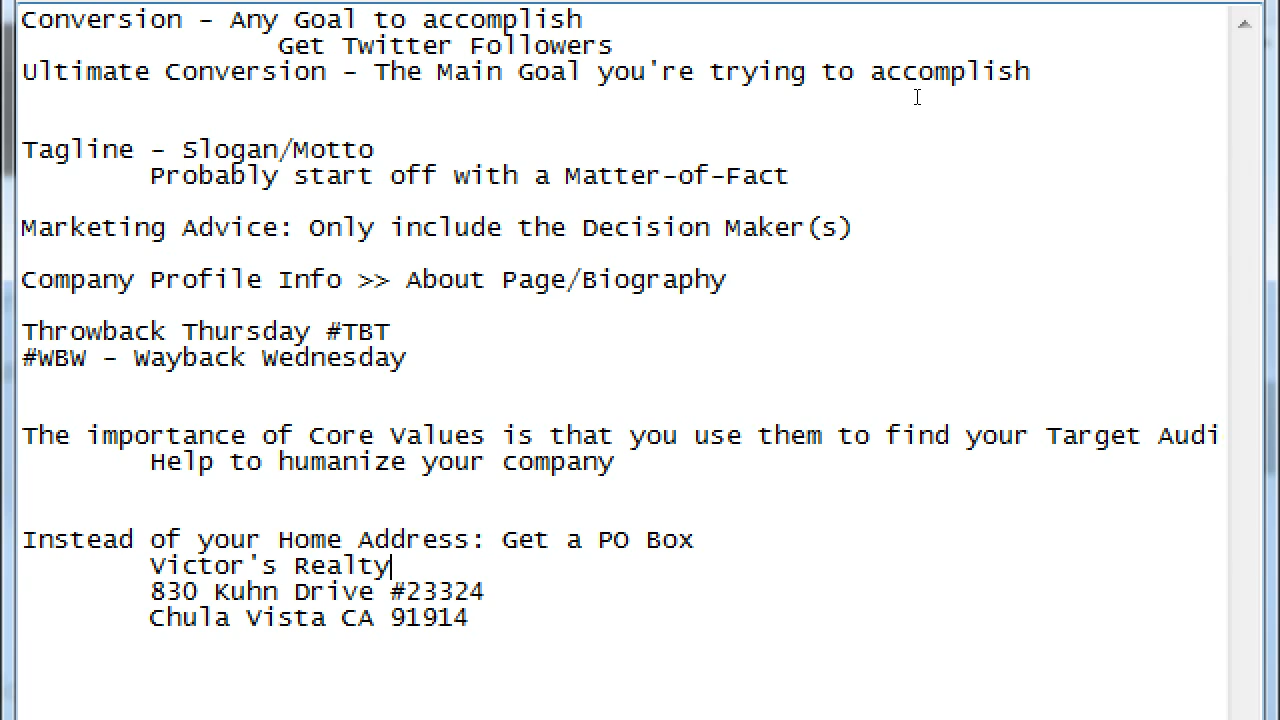 Conversion - Any Goal to accomplish
Get Twitter Followers
Ultimate Conversion - The Main Goal you're trying to accomplish
Tagline - Slogan/Motto
Probably start off with a Matter-of-Fact
Marketing Advice: Only include the Decision Maker(s)
Company Profile Info >> About Page/Biography
Throwback Thursday #TBT
#WBW - Wayback Wednesday
The importance of Core Values is that you use them to find your Target Audi
Help to humanize your company
Instead of your Home Address: Get a PO Box
Victor's Realty
830 Kuhn Drive #23324
Chula Vista CA 91914